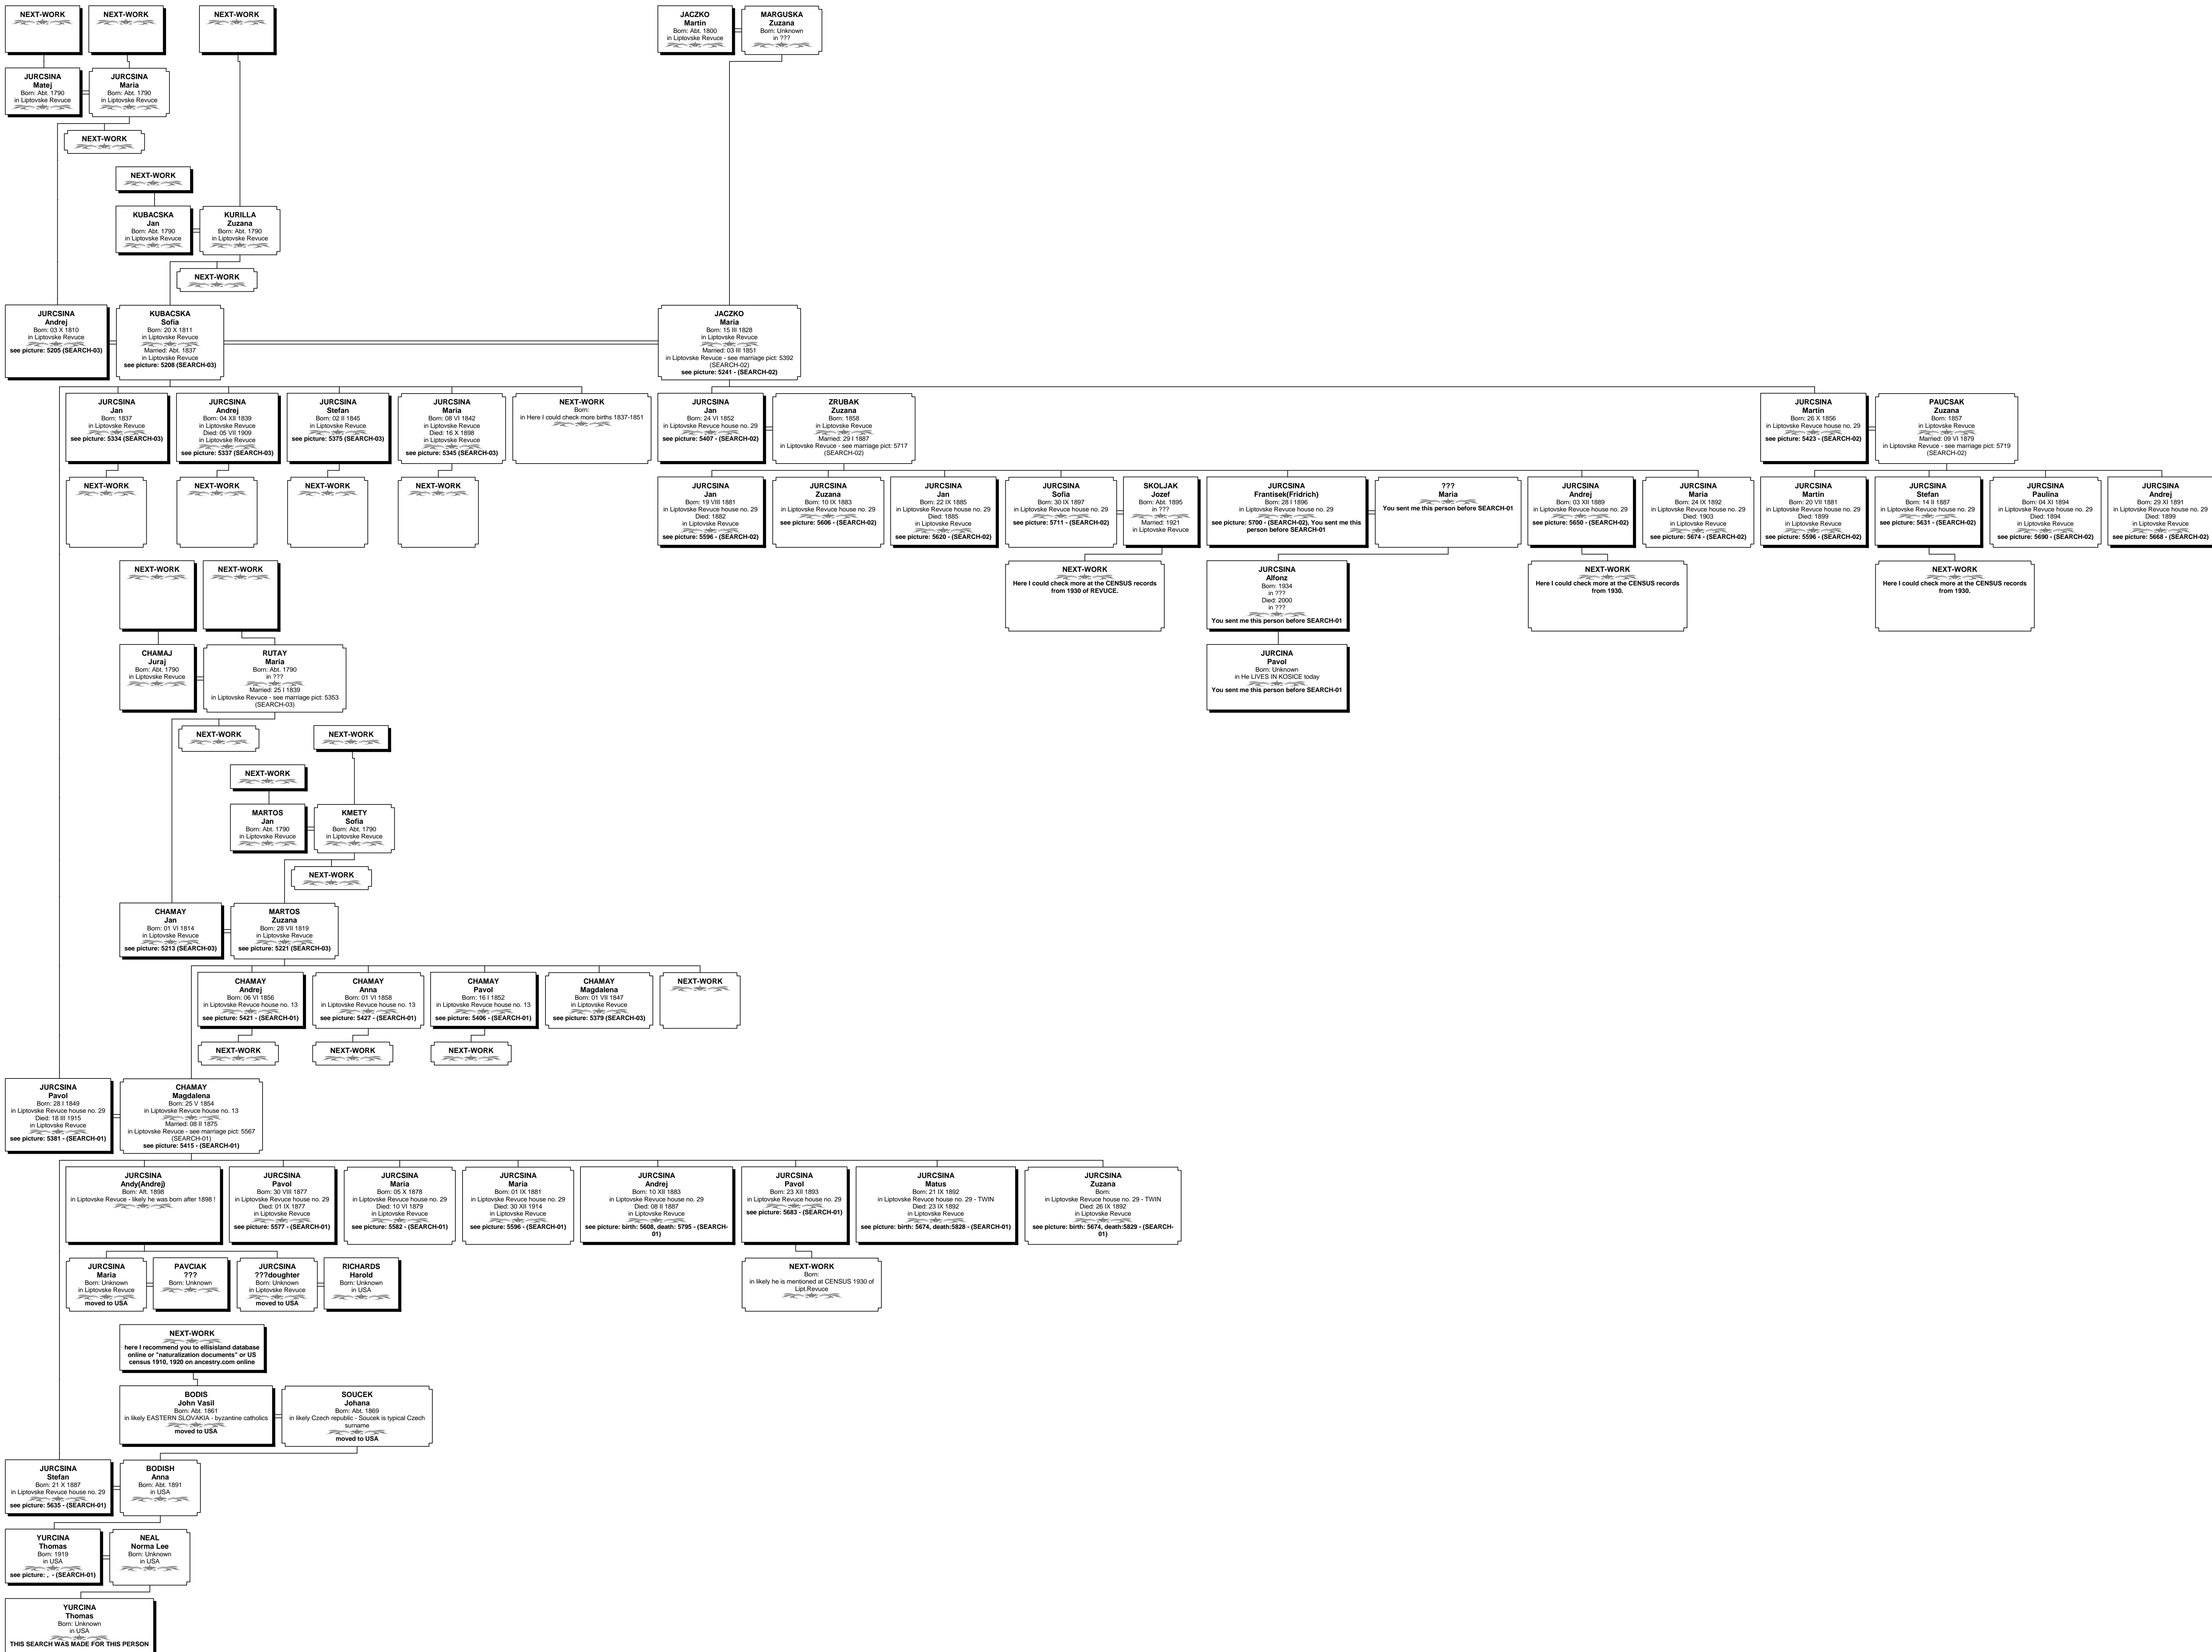 NEXT-WORK
NEXT-WORK
NEXT-WORK
JACZKO
Martin
Born: Abt. 1800
in Liptovske Revuce
MARGUSKA
Zuzana
Born: Unknown
in ???
JURCSINA
Matej
Born: Abt. 1790
in Liptovske Revuce
JURCSINA
Maria
Born: Abt. 1790
in Liptovske Revuce
NEXT-WORK
NEXT-WORK
KUBACSKA
Jan
Born: Abt. 1790
in Liptovske Revuce
KURILLA
Zuzana
Born: Abt. 1790
in Liptovske Revuce
NEXT-WORK
JURCSINA
Andrej
Born: 03 X 1810
in Liptovske Revuce
see picture: 5205 (SEARCH-03)
KUBACSKA
Sofia
Born: 20 X 1811
in Liptovske Revuce
Married: Abt. 1837
in Liptovske Revuce
see picture: 5208 (SEARCH-03)
JACZKO
Maria
Born: 15 III 1828
in Liptovske Revuce
Married: 03 III 1851
in Liptovske Revuce - see marriage pict: 5392
(SEARCH-02)
see picture: 5241 - (SEARCH-02)
JURCSINA
Jan
Born: 1837
in Liptovske Revuce
see picture: 5334 (SEARCH-03)
JURCSINA
Andrej
Born: 04 XII 1839
in Liptovske Revuce
Died: 05 VII 1909
in Liptovske Revuce
see picture: 5337 (SEARCH-03)
JURCSINA
Stefan
Born: 02 II 1845
in Liptovske Revuce
see picture: 5375 (SEARCH-03)
JURCSINA
Maria
Born: 08 VI 1842
in Liptovske Revuce
Died: 16 X 1898
in Liptovske Revuce
see picture: 5345 (SEARCH-03)
NEXT-WORK
Born:
in Here I could check more births 1837-1851
JURCSINA
Jan
Born: 24 VI 1852
in Liptovske Revuce house no. 29
see picture: 5407 - (SEARCH-02)
ZRUBAK
Zuzana
Born: 1858
in Liptovske Revuce
Married: 29 I 1887
in Liptovske Revuce - see marriage pict: 5717
(SEARCH-02)
JURCSINA
Martin
Born: 26 X 1856
in Liptovske Revuce house no. 29
see picture: 5423 - (SEARCH-02)
PAUCSAK
Zuzana
Born: 1857
in Liptovske Revuce
Married: 09 VI 1879
in Liptovske Revuce - see marriage pict: 5719
(SEARCH-02)
NEXT-WORK
NEXT-WORK
NEXT-WORK
NEXT-WORK
JURCSINA
Jan
Born: 19 VIII 1881
in Liptovske Revuce house no. 29
Died: 1882
in Liptovske Revuce
see picture: 5596 - (SEARCH-02)
JURCSINA
Zuzana
Born: 10 IX 1883
in Liptovske Revuce house no. 29
see picture: 5606 - (SEARCH-02)
JURCSINA
Jan
Born: 22 IX 1885
in Liptovske Revuce house no. 29
Died: 1885
in Liptovske Revuce
see picture: 5620 - (SEARCH-02)
JURCSINA
Sofia
Born: 30 IX 1897
in Liptovske Revuce house no. 29
see picture: 5711 - (SEARCH-02)
SKOLJAK
Jozef
Born: Abt. 1895
in ???
Married: 1921
in Liptovske Revuce
JURCSINA
Frantisek(Fridrich)
Born: 28 I 1896
in Liptovske Revuce house no. 29
see picture: 5700 - (SEARCH-02), You sent me this
person before SEARCH-01
???
Maria
You sent me this person before SEARCH-01
JURCSINA
Andrej
Born: 03 XII 1889
in Liptovske Revuce house no. 29
see picture: 5650 - (SEARCH-02)
JURCSINA
Maria
Born: 24 IX 1892
in Liptovske Revuce house no. 29
Died: 1903
in Liptovske Revuce
see picture: 5674 - (SEARCH-02)
JURCSINA
Martin
Born: 20 VII 1881
in Liptovske Revuce house no. 29
Died: 1899
in Liptovske Revuce
see picture: 5596 - (SEARCH-02)
JURCSINA
Stefan
Born: 14 II 1887
in Liptovske Revuce house no. 29
see picture: 5631 - (SEARCH-02)
JURCSINA
Paulina
Born: 04 XI 1894
in Liptovske Revuce house no. 29
Died: 1894
in Liptovske Revuce
see picture: 5690 - (SEARCH-02)
JURCSINA
Andrej
Born: 29 XI 1891
in Liptovske Revuce house no. 29
Died: 1899
in Liptovske Revuce
see picture: 5668 - (SEARCH-02)
NEXT-WORK
NEXT-WORK
NEXT-WORK
Here I could check more at the CENSUS records
from 1930 of REVUCE.
JURCSINA
Alfonz
Born: 1934
in ???
Died: 2000
in ???
You sent me this person before SEARCH-01
NEXT-WORK
Here I could check more at the CENSUS records
from 1930.
NEXT-WORK
Here I could check more at the CENSUS records
from 1930.
CHAMAJ
Juraj
Born: Abt. 1790
in Liptovske Revuce
RUTAY
Maria
Born: Abt. 1790
in ???
Married: 25 I 1839
in Liptovske Revuce - see marriage pict: 5353
(SEARCH-03)
JURCINA
Pavol
Born: Unknown
in He LIVES IN KOSICE today
You sent me this person before SEARCH-01
NEXT-WORK
NEXT-WORK
NEXT-WORK
MARTOS
Jan
Born: Abt. 1790
in Liptovske Revuce
KMETY
Sofia
Born: Abt. 1790
in Liptovske Revuce
NEXT-WORK
CHAMAY
Jan
Born: 01 VI 1814
in Liptovske Revuce
see picture: 5213 (SEARCH-03)
MARTOS
Zuzana
Born: 28 VII 1819
in Liptovske Revuce
see picture: 5221 (SEARCH-03)
CHAMAY
Andrej
Born: 06 VI 1856
in Liptovske Revuce house no. 13
see picture: 5421 - (SEARCH-01)
CHAMAY
Anna
Born: 01 VI 1858
in Liptovske Revuce house no. 13
see picture: 5427 - (SEARCH-01)
CHAMAY
Pavol
Born: 16 I 1852
in Liptovske Revuce house no. 13
see picture: 5406 - (SEARCH-01)
CHAMAY
Magdalena
Born: 01 VII 1847
in Liptovske Revuce
see picture: 5379 (SEARCH-03)
NEXT-WORK
NEXT-WORK
NEXT-WORK
NEXT-WORK
JURCSINA
Pavol
Born: 28 I 1849
in Liptovske Revuce house no. 29
Died: 18 III 1915
in Liptovske Revuce
see picture: 5381 - (SEARCH-01)
CHAMAY
Magdalena
Born: 25 V 1854
in Liptovske Revuce house no. 13
Married: 08 II 1875
in Liptovske Revuce - see marriage pict: 5567
(SEARCH-01)
see picture: 5415 - (SEARCH-01)
JURCSINA
Andy(Andrej)
Born: Aft. 1898
in Liptovske Revuce - likely he was born after 1898 !
JURCSINA
Pavol
Born: 30 VIII 1877
in Liptovske Revuce house no. 29
Died: 01 IX 1877
in Liptovske Revuce
see picture: 5577 - (SEARCH-01)
JURCSINA
Maria
Born: 05 X 1878
in Liptovske Revuce house no. 29
Died: 10 VI 1879
in Liptovske Revuce
see picture: 5582 - (SEARCH-01)
JURCSINA
Maria
Born: 01 IX 1881
in Liptovske Revuce house no. 29
Died: 30 XII 1914
in Liptovske Revuce
see picture: 5596 - (SEARCH-01)
JURCSINA
Andrej
Born: 10 XII 1883
in Liptovske Revuce house no. 29
Died: 08 II 1887
in Liptovske Revuce
see picture: birth: 5608, death: 5795 - (SEARCH-
01)
JURCSINA
Pavol
Born: 23 XII 1893
in Liptovske Revuce house no. 29
see picture: 5683 - (SEARCH-01)
JURCSINA
Matus
Born: 21 IX 1892
in Liptovske Revuce house no. 29 - TWIN
Died: 23 IX 1892
in Liptovske Revuce
see picture: birth: 5674, death:5828 - (SEARCH-01)
JURCSINA
Zuzana
Born:
in Liptovske Revuce house no. 29 - TWIN
Died: 26 IX 1892
in Liptovske Revuce
see picture: birth: 5674, death:5829 - (SEARCH-
01)
JURCSINA
Maria
Born: Unknown
in Liptovske Revuce
moved to USA
PAVCIAK
???
Born: Unknown
JURCSINA
???doughter
Born: Unknown
in Liptovske Revuce
moved to USA
RICHARDS
Harold
Born: Unknown
in USA
NEXT-WORK
Born:
in likely he is mentioned at CENSUS 1930 of
Lipt.Revuce
NEXT-WORK
here I recommend you to ellisisland database
online or "naturalization documents" or US
census 1910, 1920 on ancestry.com online
BODIS
John Vasil
Born: Abt. 1861
in likely EASTERN SLOVAKIA - byzantine catholics
moved to USA
SOUCEK
Johana
Born: Abt. 1869
in likely Czech republic - Soucek is typical Czech
surname
moved to USA
JURCSINA
Stefan
Born: 21 X 1887
in Liptovske Revuce house no. 29
see picture: 5635 - (SEARCH-01)
BODISH
Anna
Born: Abt. 1891
in USA
YURCINA
Thomas
Born: 1919
in USA
see picture: , - (SEARCH-01)
NEAL
Norma Lee
Born: Unknown
in USA
YURCINA
Thomas
Born: Unknown
in USA
THIS SEARCH WAS MADE FOR THIS PERSON